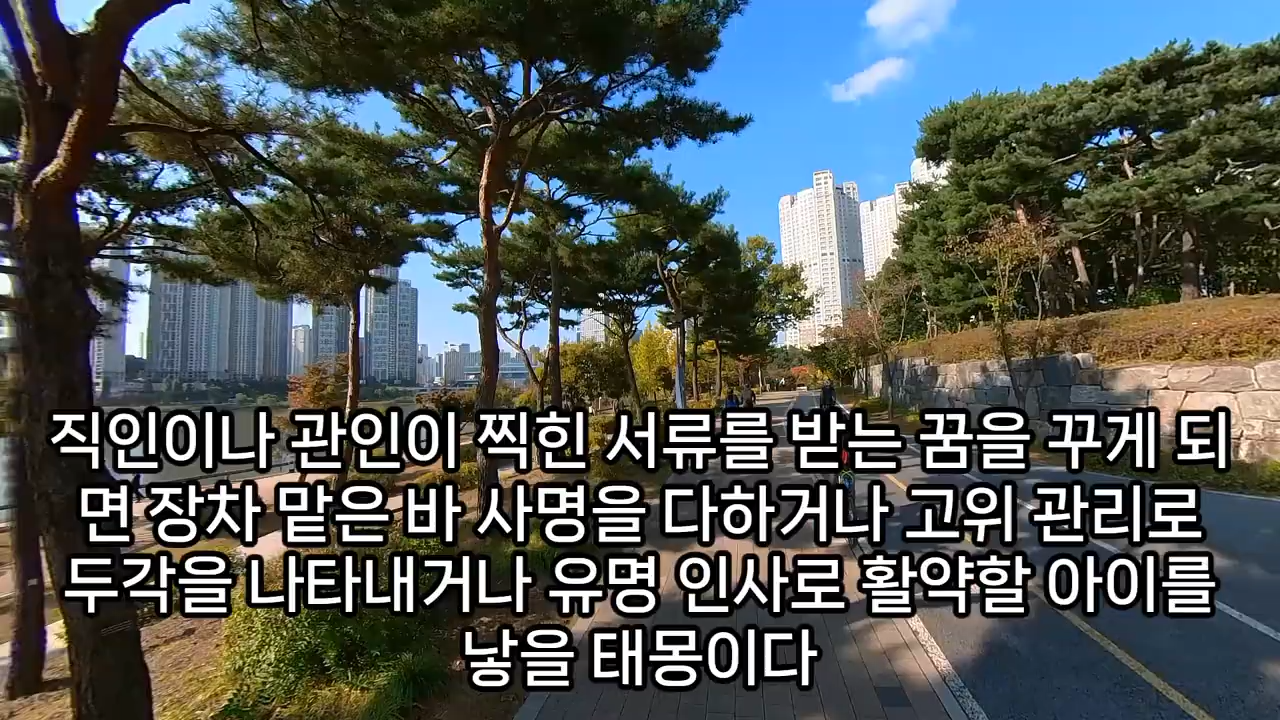 직인이나 관인이 찍힌 서류를 받는 꿈을 꾸게 되
면 장차 맡은 바 사명을 다하거나 고위 관리로
두각을 나타내거나 유명 인사로 활약할 아이를
낳을 태몽이다